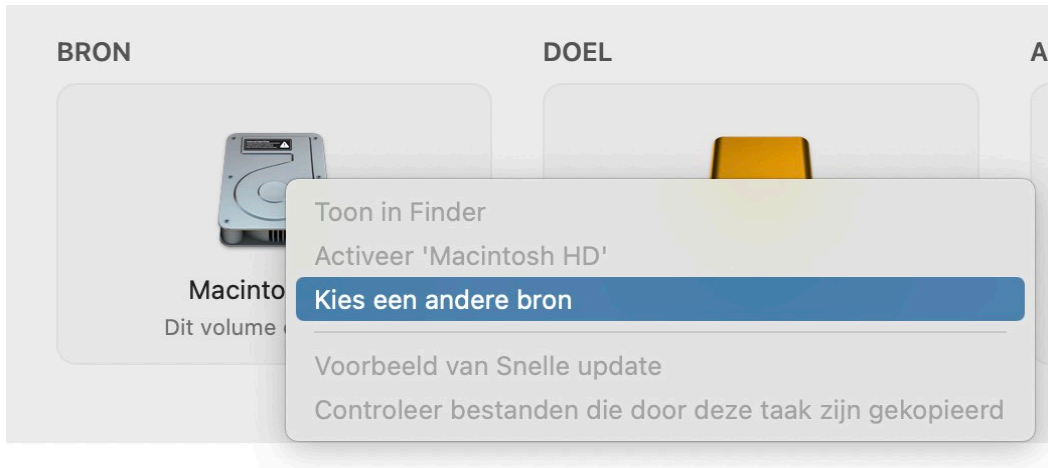 BRON
DOEL
A
Toon in Finder
Activeer 'Macintosh HD'
Kies een andere bron
Macinto
Dit volume
Voorbeeld van Snelle update
Controleer bestanden die door deze taak zijn gekopieerd